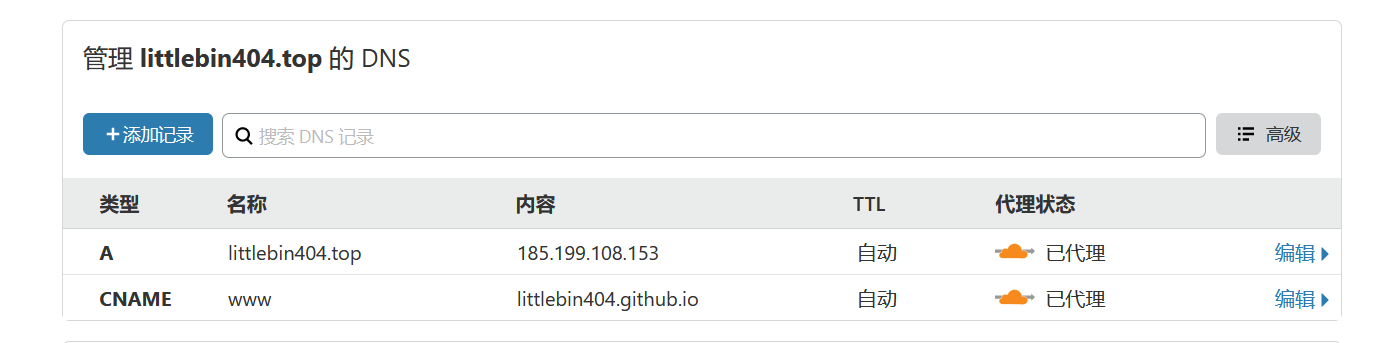 管理 littlebin404.top 的 DNS
+添加记录 搜索 DNS 记录 高级
类型 名称 内容 TTL 代理状态
A littlebin404.top 185.199.108.153 自动 已代理 编辑
CNAME www littlebin404.github.io 自动 已代理 编辑